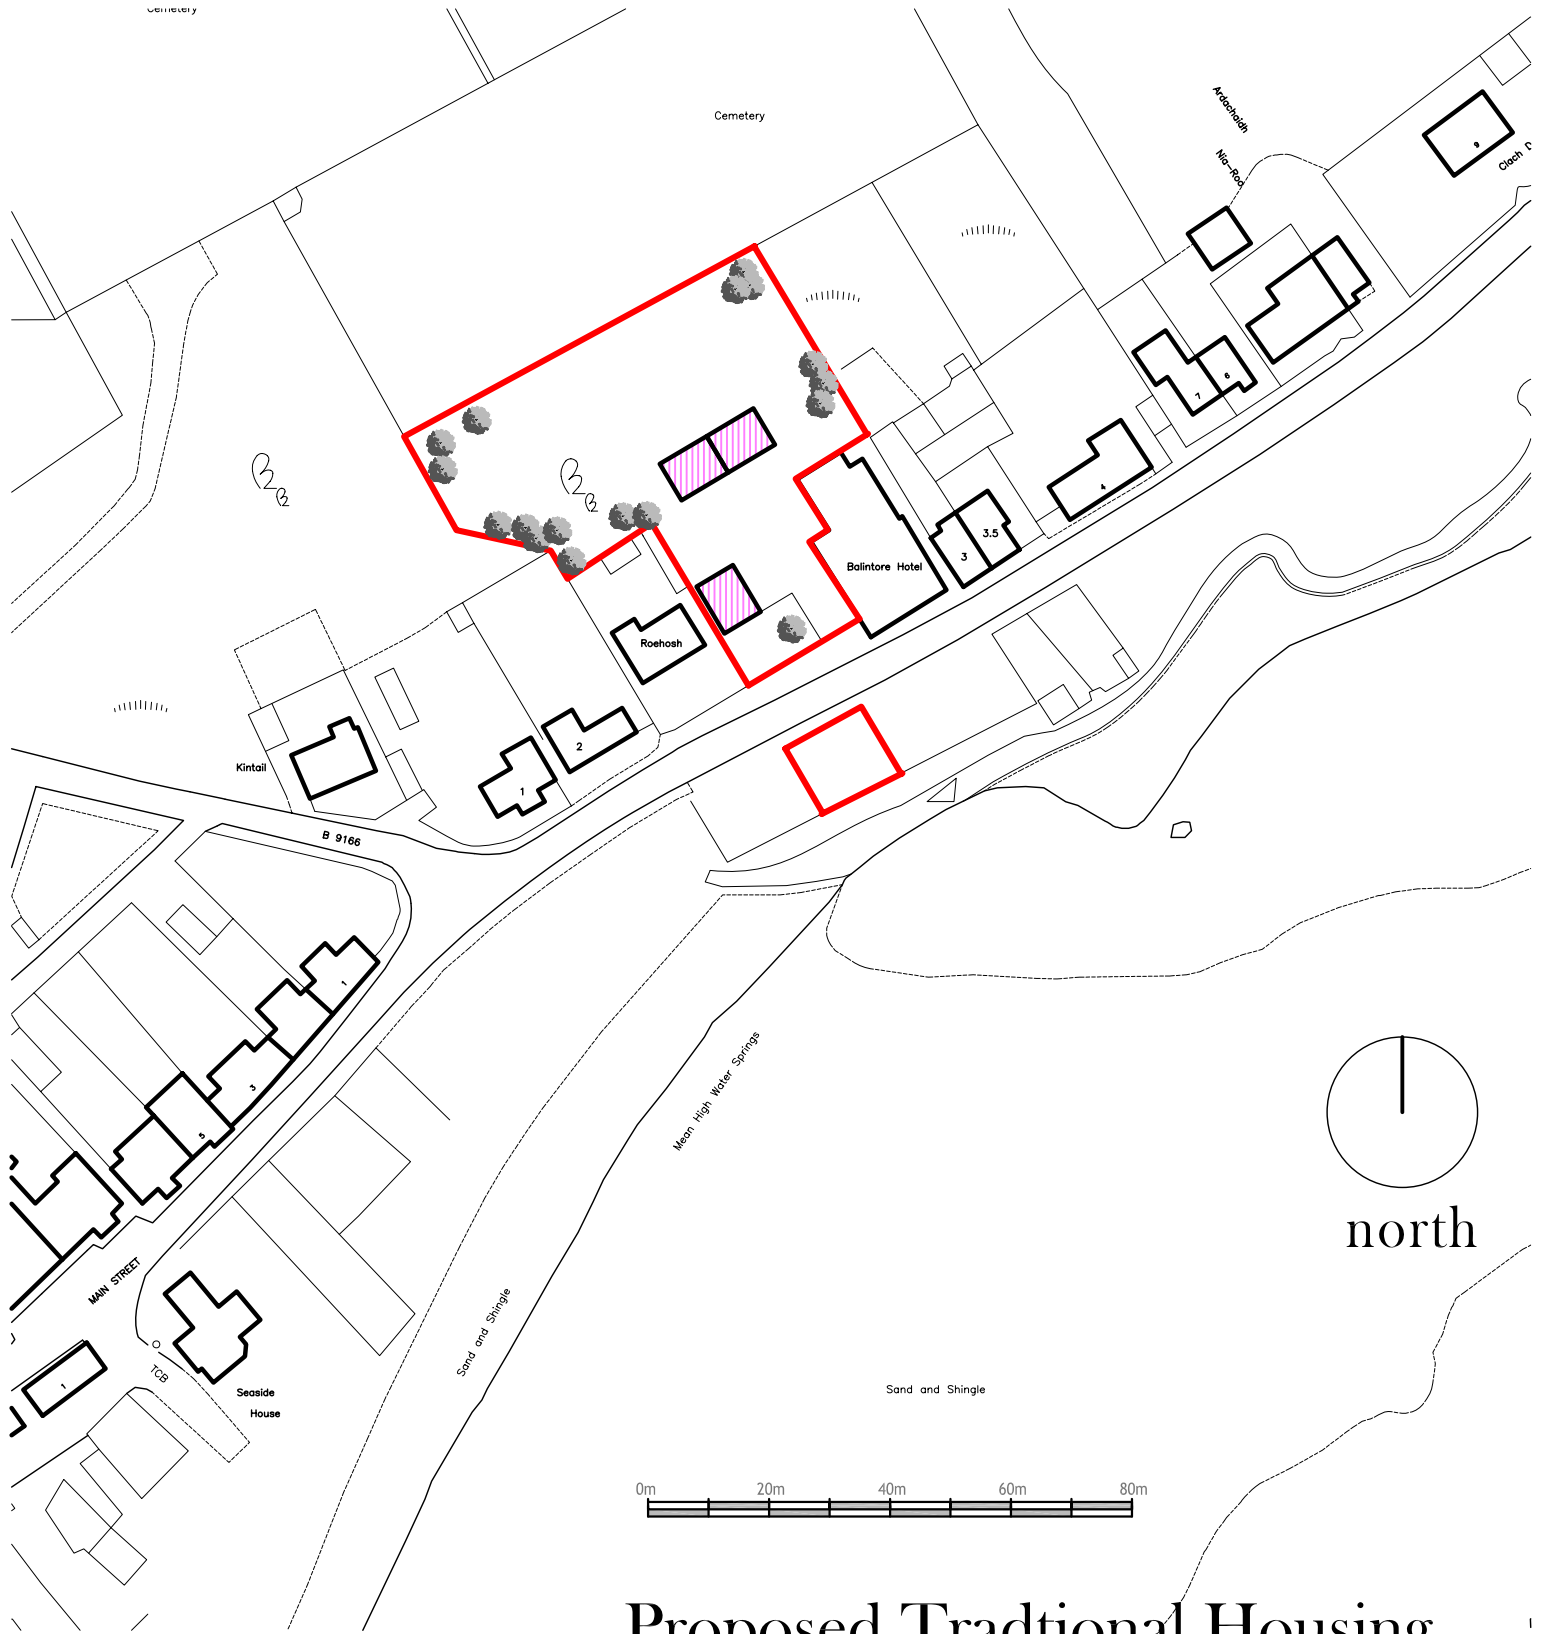 Cemetery
Cemetery
Ardachaidh
Nia-Roo
9
Clach D
7
6
4
3.5
3
Balintore Hotel
Roehosh
2
1
Kintail
B 9166
1
3
5
Mean High Water Springs
north
MAIN STREET
Sand and Shingle
TCB
1
Seaside
House
Sand and Shingle
0m 20m 40m 60m 80m
Proposed Tradtional Housing